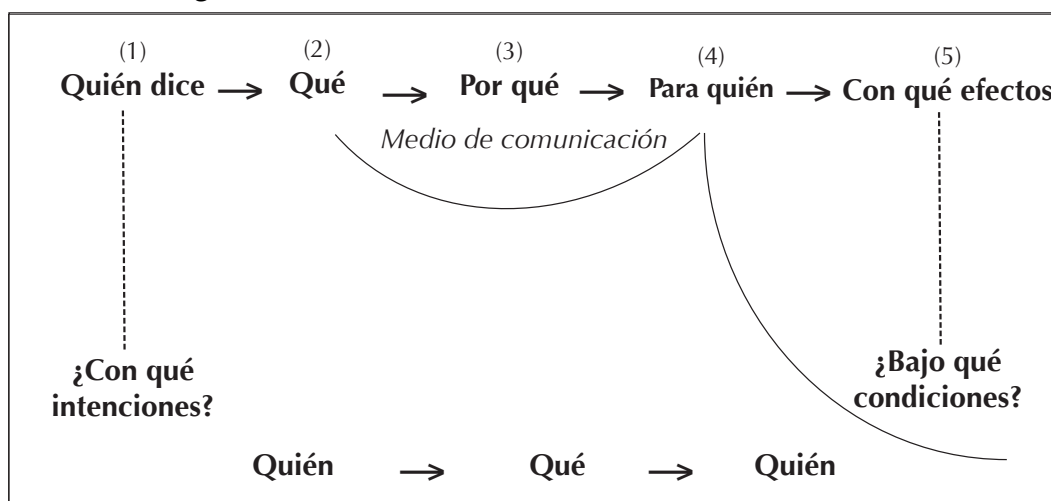 (1) (2) (3) (4) (5)
Quién dice → Qué → Por qué → Para quién → Con qué efectos
Medio de comunicación
¿Con qué intenciones?
¿Bajo qué condiciones?
Quién → Qué → Quién